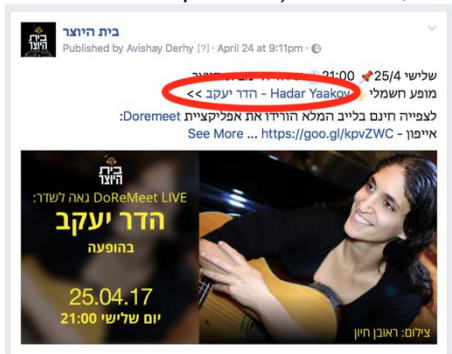 בית היוצר
Published by Avishay Derhy [?] · April 24 at 9:11pm ·
שלישי 25/4 📌 21:00
מופע חשמלי ⚡ Hadar Yaakov - הדר יעקב >>
לצפייה חינם בלייב המלא הורידו את אפליקציית Doremeet:
אייפון - https://goo.gl/kpvZWC ... See More
בית
היוצר
DoReMeet LIVE גאה לשדר:
הדר יעקב
בהופעה
25.04.17
יום שלישי 21:00
צילום: ראובן חיון